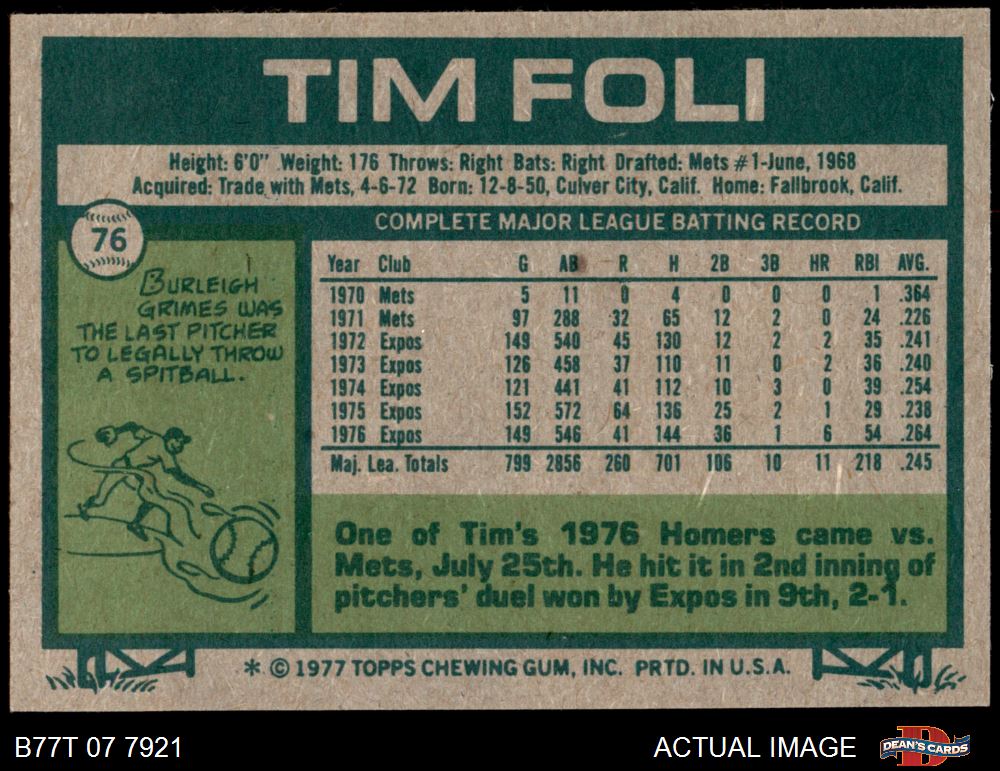 TIM FOLI
Height: 6'0" Weight: 176 Throws: Right Bats: Right Drafted: Mets #1-June, 1968
Acquired: Trade with Mets, 4-6-72 Born: 12-8-50, Culver City, Calif. Home: Fallbrook, Calif.
76
BURLEIGH
GRIMES WAS
THE LAST PITCHER
TO LEGALLY THROW
A SPITBALL.
COMPLETE MAJOR LEAGUE BATTING RECORD
Year Club G AB R H 2B 3B HR RBI AVG.
1970 Mets 5 11 0 4 0 0 0 1 .364
1971 Mets 97 288 32 65 12 2 0 24 .226
1972 Expos 149 540 45 130 12 2 2 35 .241
1973 Expos 126 458 37 110 11 0 2 36 .240
1974 Expos 121 441 41 112 10 3 0 39 .254
1975 Expos 152 572 64 136 25 2 1 29 .238
1976 Expos 149 546 41 144 36 1 6 54 .264
Maj. Lea. Totals 799 2856 260 701 106 10 11 218 .245
One of Tim's 1976 Homers came vs.
Mets, July 25th. He hit it in 2nd inning of
pitchers' duel won by Expos in 9th, 2-1.
* © 1977 TOPPS CHEWING GUM, INC. PRTD. IN U.S.A.
B77T 07 7921
ACTUAL IMAGE
DEAN'S CARDS